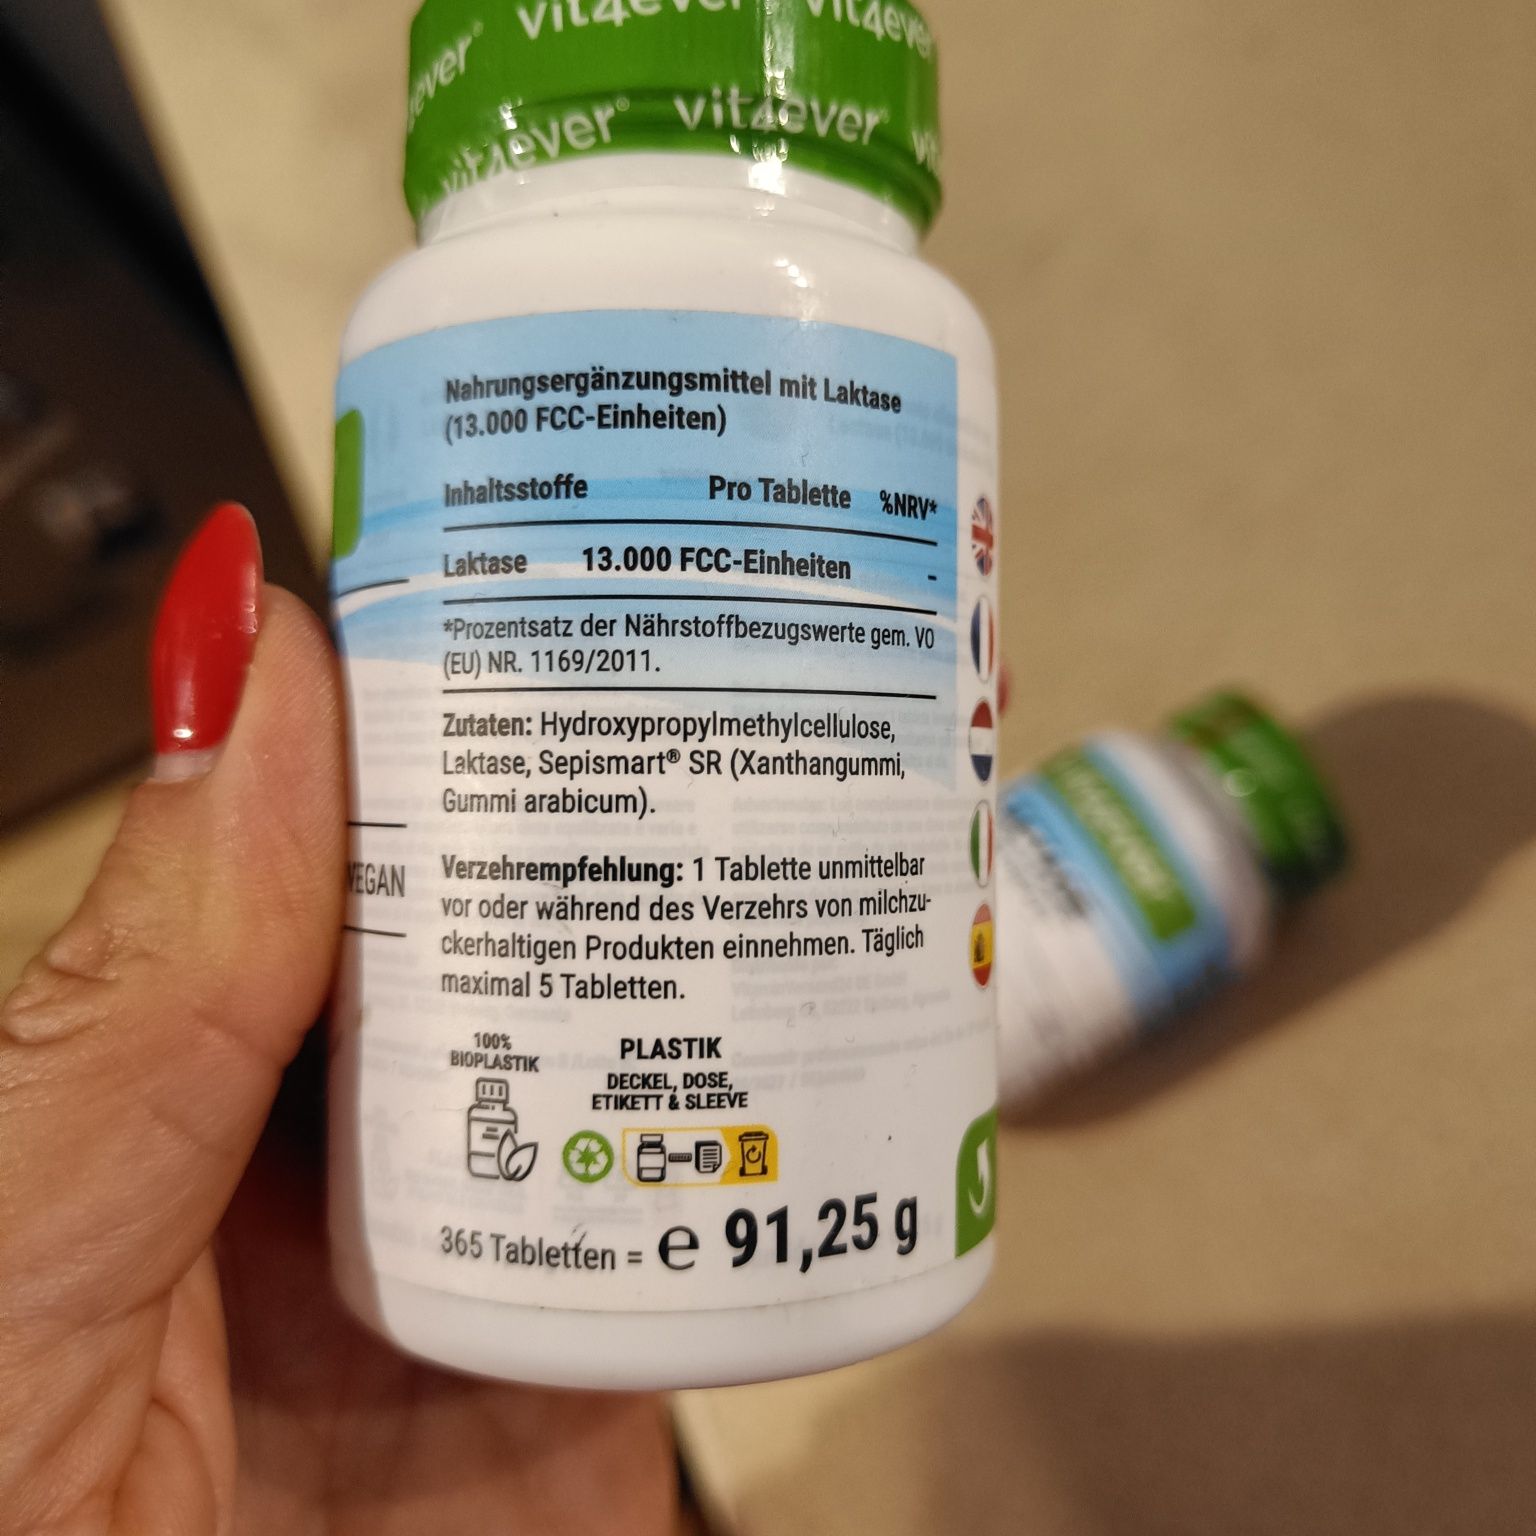 vit4ever vit4ever
ever vit4ever® vit4ever®
Nahrungsergänzungsmittel mit Laktase
(13.000 FCC-Einheiten)
Inhaltsstoffe Pro Tablette %NRV*
Laktase 13.000 FCC-Einheiten -
*Prozentsatz der Nährstoffbezugswerte gem. VO
(EU) NR. 1169/2011.
Zutaten: Hydroxypropylmethylcellulose,
Laktase, Sepismart® SR (Xanthangummi,
Gummi arabicum).
VEGAN
Verzehrempfehlung: 1 Tablette unmittelbar
vor oder während des Verzehrs von milchzu-
ckerhaltigen Produkten einnehmen. Täglich
maximal 5 Tabletten.
100%
BIOPLASTIK
PLASTIK
DECKEL, DOSE,
ETIKETT & SLEEVE
365 Tabletten = e 91,25 g